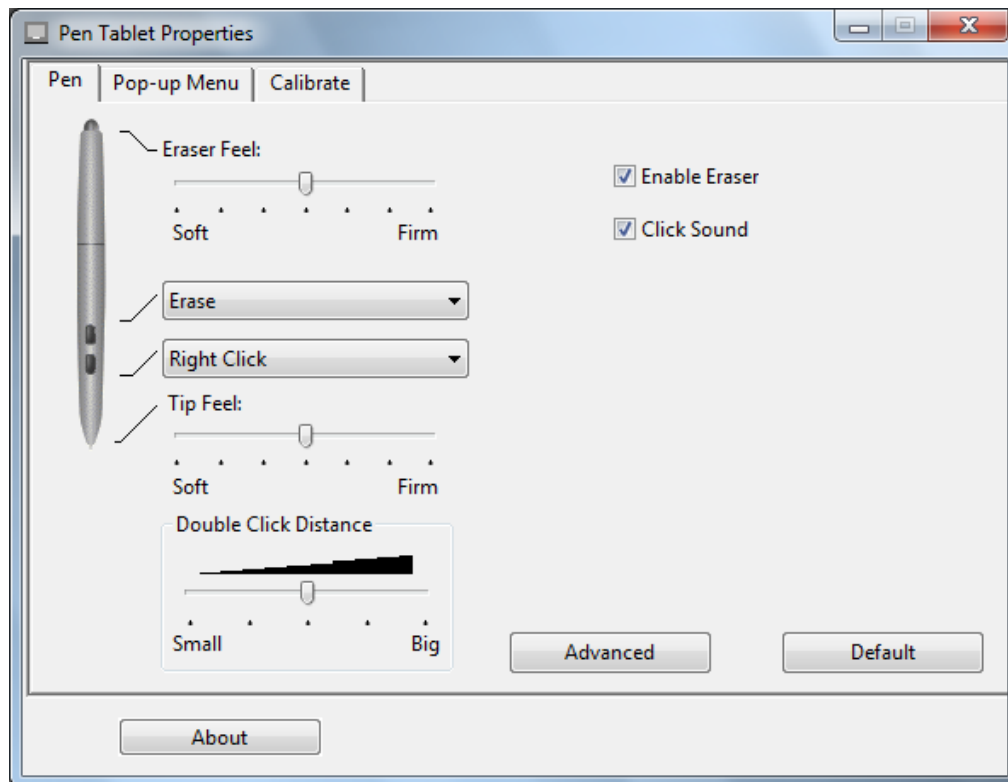 Pen Tablet Properties
Pen Pop-up Menu Calibrate
Eraser Feel:
Enable Eraser
Soft Firm
Click Sound
Erase
Right Click
Tip Feel:
Soft Firm
Double Click Distance
Small Big
Advanced Default
About